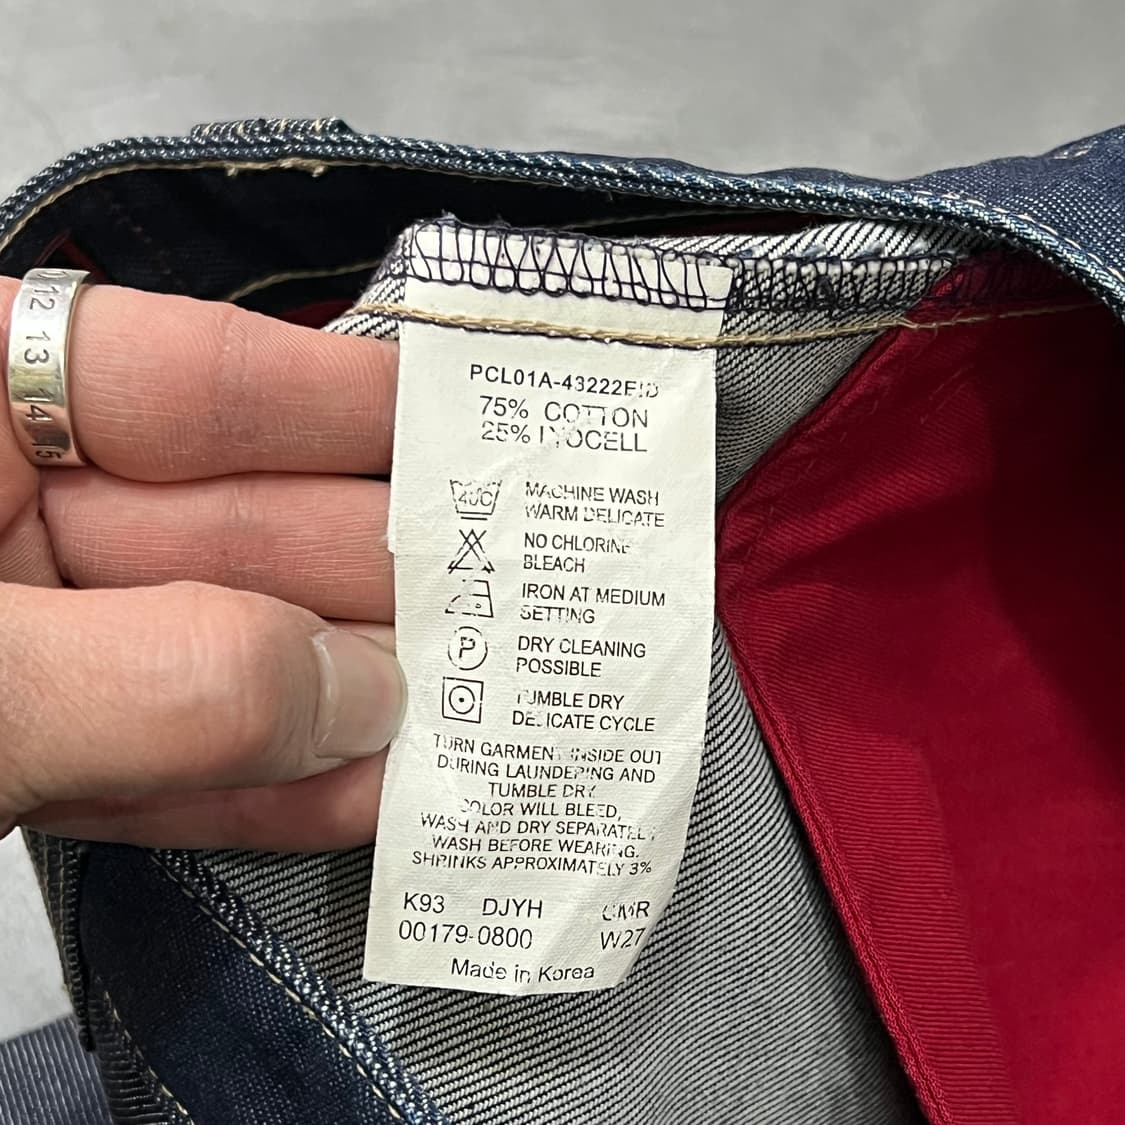 12 13 14 15
PCL01A-43222
75% COTTON
25% LYOCELL
40C
MACHINE WASH
WARM DELICATE
NO CHLORINE
BLEACH
IRON AT MEDIUM
SETTING
P
DRY CLEANING
POSSIBLE
TUMBLE DRY
DELICATE CYCLE
TURN GARMENT INSIDE OUT
DURING LAUNDERING AND
TUMBLE DRY.
COLOR WILL BLEED,
WASH AND DRY SEPARATELY,
WASH BEFORE WEARING.
SHRINKS APPROXIMATELY 3%
K93 DJYH CMR
00179-0800 W27
Made in Korea